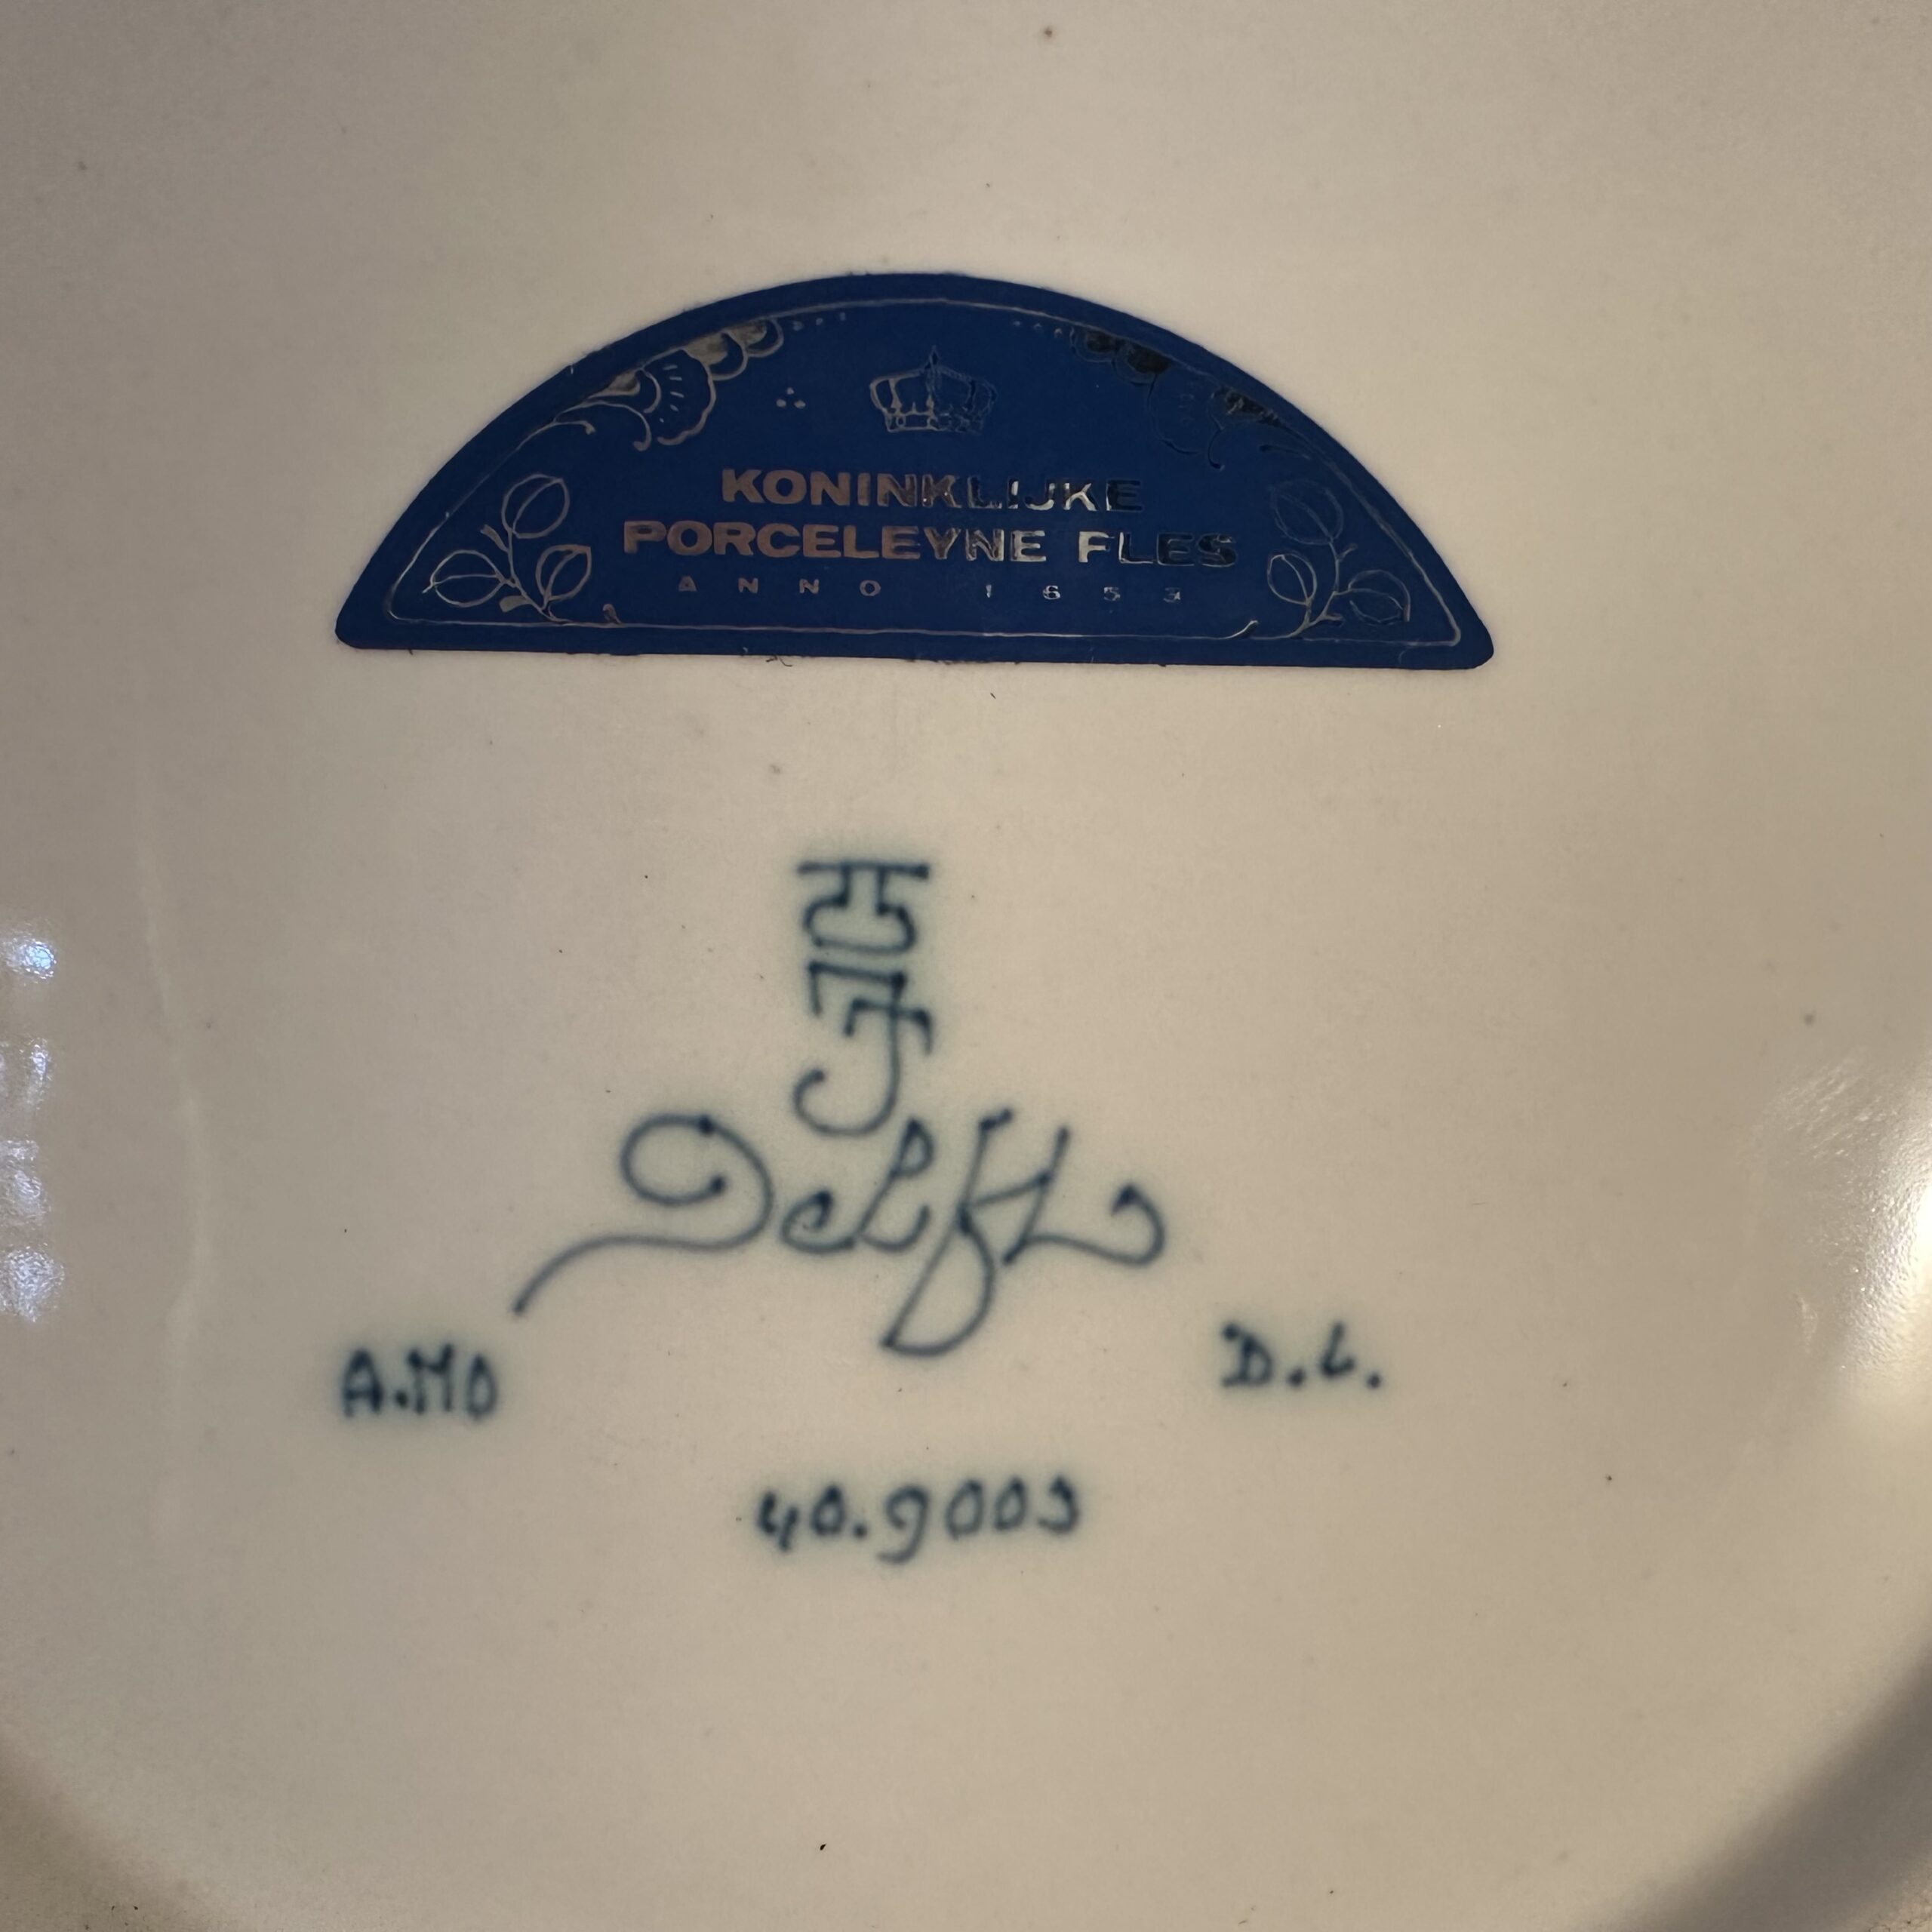 KONINKLIJKE
PORCELEYNE FLES
ANNO 1653
Delft
A.MO D.L.
40.9003